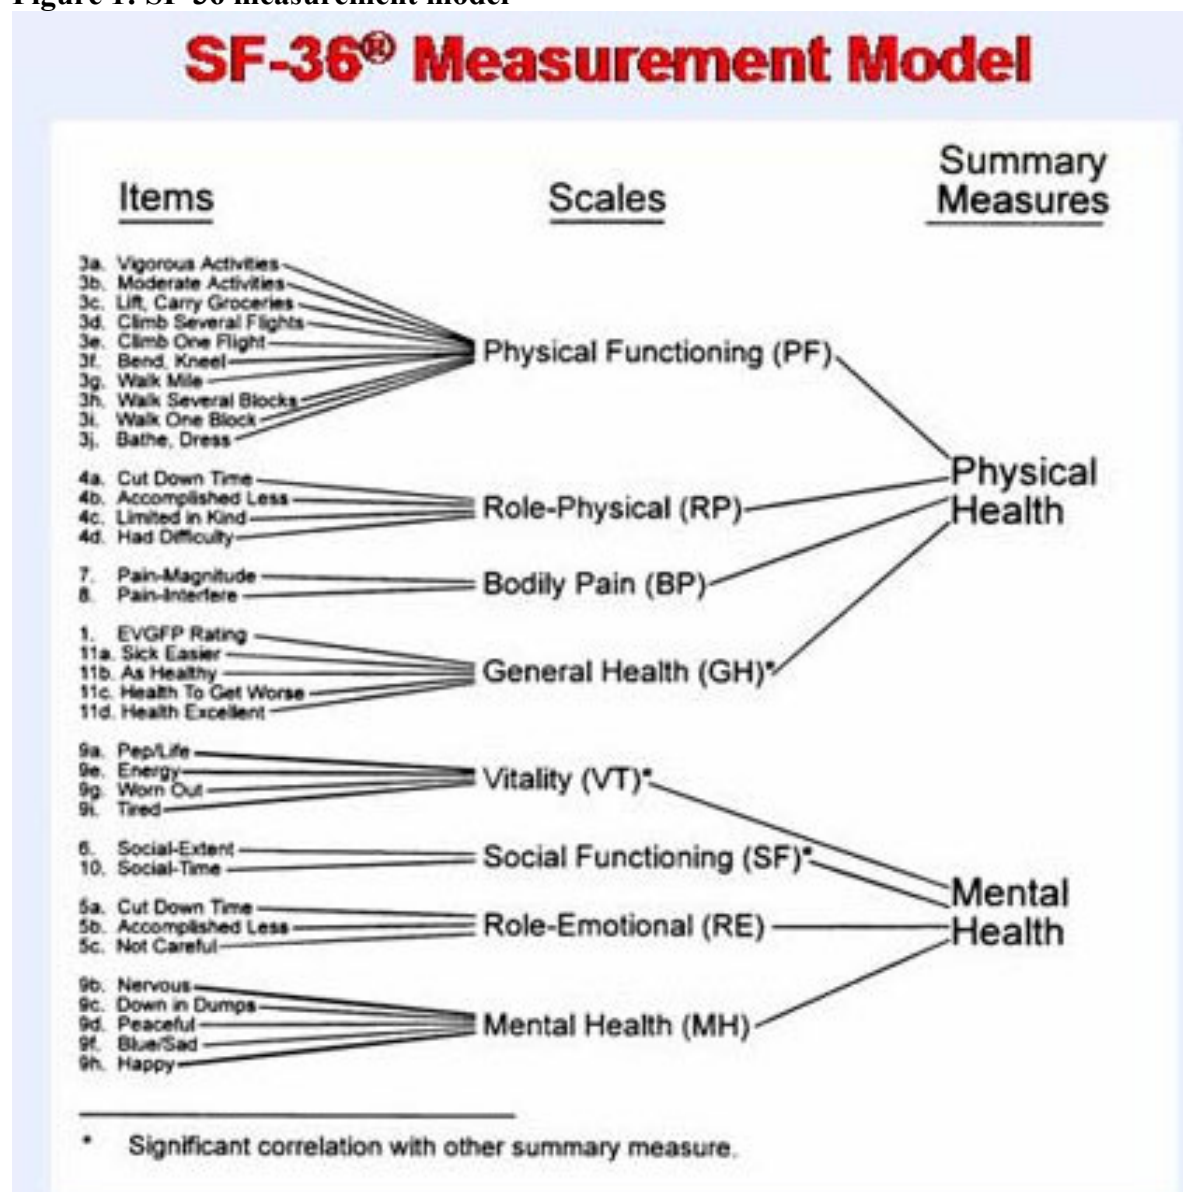 Figure 1: SF-36 measurement model
SF-36® Measurement Model
Items
Scales
Summary
Measures
3a. Vigorous Activities
3b. Moderate Activities
3c. Lift, Carry Groceries
3d. Climb Several Flights
3e. Climb One Flight
3f. Bend, Kneel
3g. Walk Mile
3h. Walk Several Blocks
3i. Walk One Block
3j. Bathe, Dress
Physical Functioning (PF)
4a. Cut Down Time
4b. Accomplished Less
4c. Limited in Kind
4d. Had Difficulty
Role-Physical (RP)
7. Pain-Magnitude
8. Pain-Interfere
Bodily Pain (BP)
1. EVGFP Rating
11a. Sick Easier
11b. As Healthy
11c. Health To Get Worse
11d. Health Excellent
General Health (GH)*
Physical
Health
9a. Pep/Life
9e. Energy
9g. Worn Out
9i. Tired
Vitality (VT)*
6. Social-Extent
10. Social-Time
Social Functioning (SF)*
5a. Cut Down Time
5b. Accomplished Less
5c. Not Careful
Role-Emotional (RE)
9b. Nervous
9c. Down in Dumps
9d. Peaceful
9f. Blue/Sad
9h. Happy
Mental Health (MH)
Mental
Health
* Significant correlation with other summary measure.